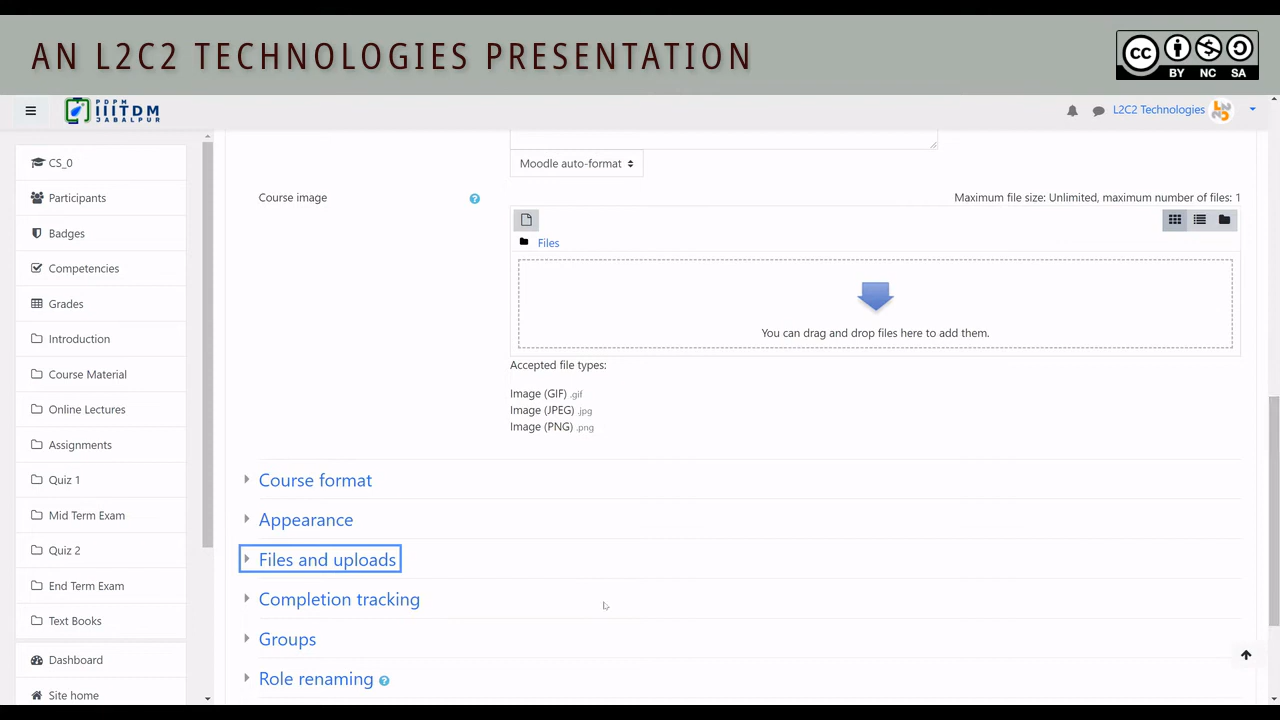 AN L2C2 TECHNOLOGIES PRESENTATION
CC BY NC SA
PDPM
IIITDM
JABALPUR
L2C2 Technologies
CS_0
Participants
Badges
Competencies
Grades
Introduction
Course Material
Online Lectures
Assignments
Quiz 1
Mid Term Exam
Quiz 2
End Term Exam
Text Books
Dashboard
Site home
Moodle auto-format
Course image
Maximum file size: Unlimited, maximum number of files: 1
Files
You can drag and drop files here to add them.
Accepted file types:
Image (GIF) .gif
Image (JPEG) .jpg
Image (PNG) .png
Course format
Appearance
Files and uploads
Completion tracking
Groups
Role renaming